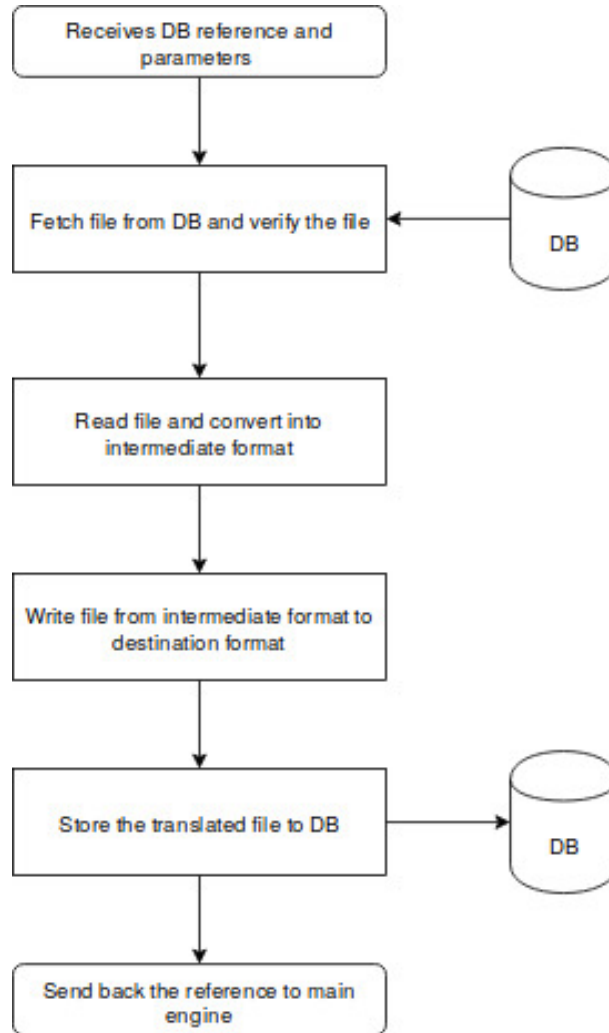 Receives DB reference and
parameters
Fetch file from DB and verify the file
DB
Read file and convert into
intermediate format
Write file from intermediate format to
destination format
Store the translated file to DB
DB
Send back the reference to main
engine